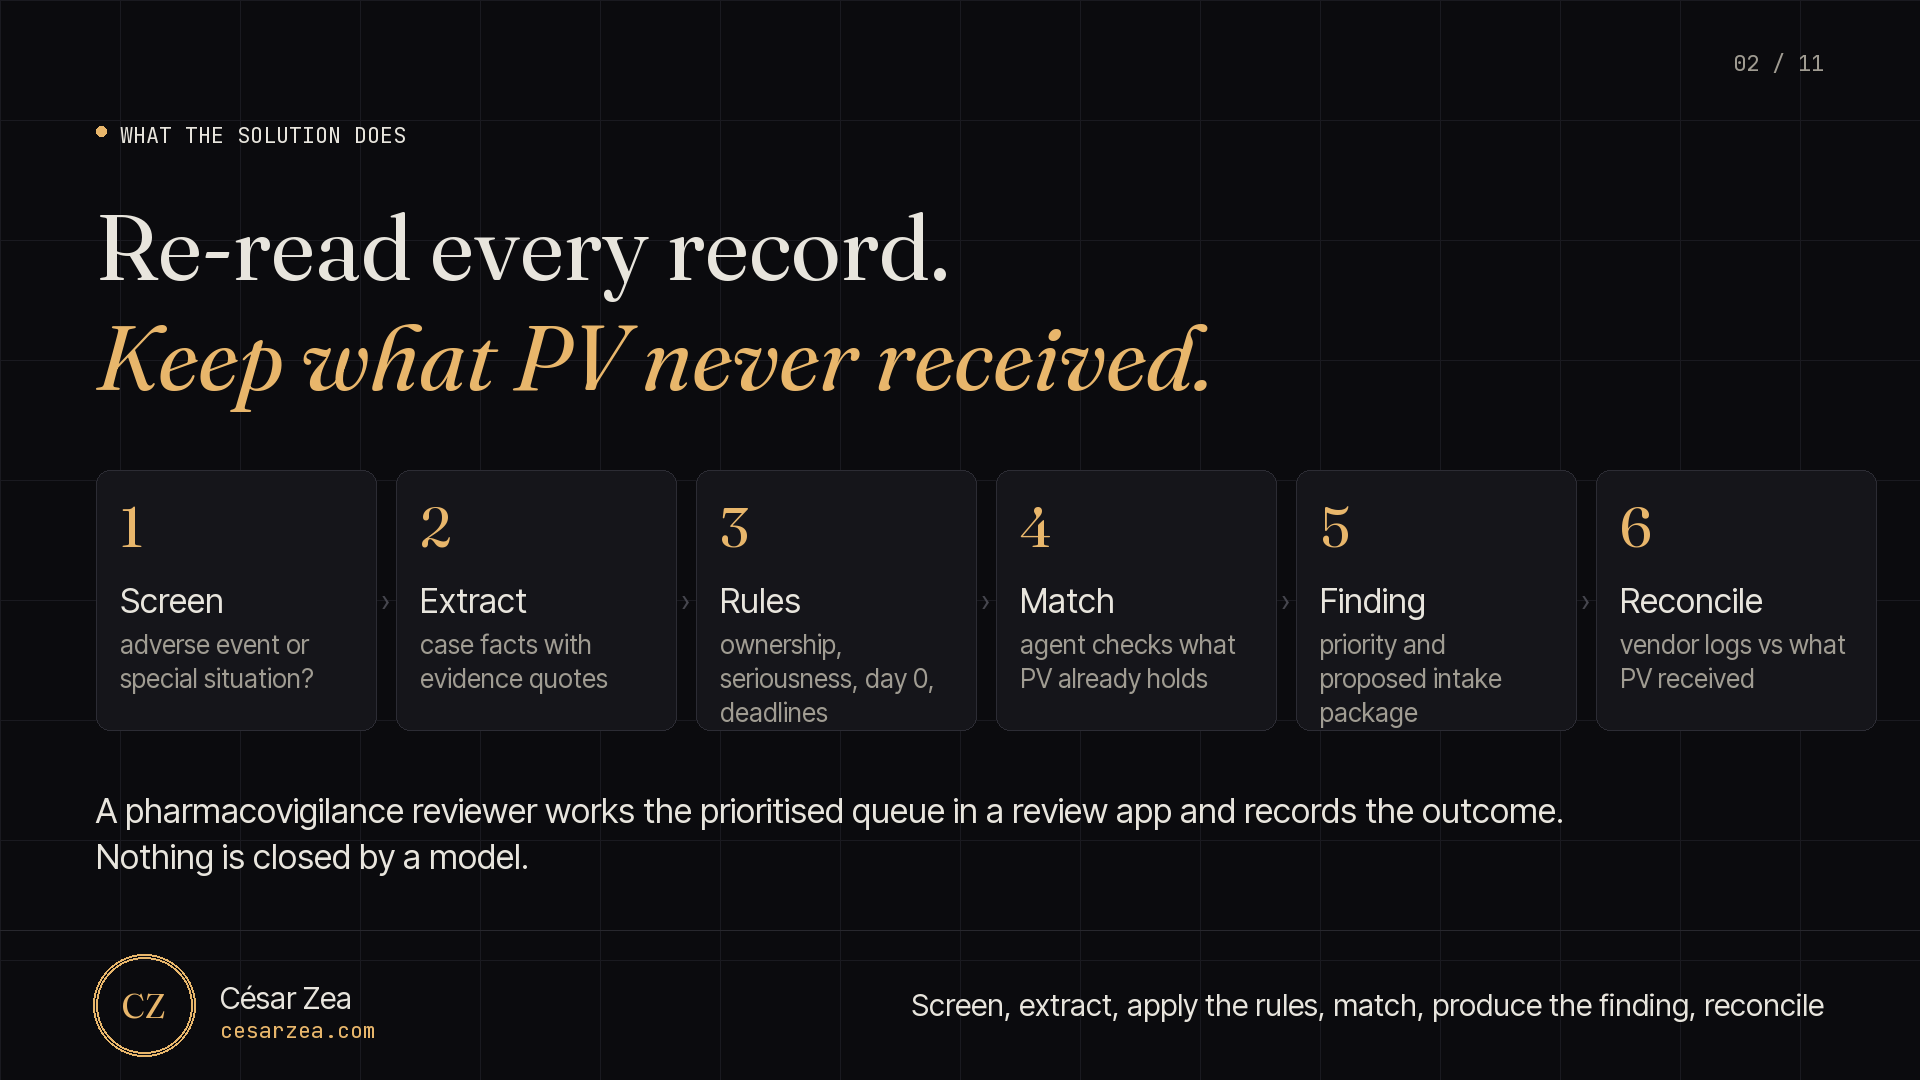 02 / 11
WHAT THE SOLUTION DOES
Re-read every record.
Keep what PV never received.
1
Screen
adverse event or
special situation?
›
2
Extract
case facts with
evidence quotes
›
3
Rules
ownership,
seriousness, day 0,
deadlines
›
4
Match
agent checks what
PV already holds
›
5
Finding
priority and
proposed intake
package
›
6
Reconcile
vendor logs vs what
PV received
A pharmacovigilance reviewer works the prioritised queue in a review app and records the outcome.
Nothing is closed by a model.
CZ
César Zea
cesarzea.com
Screen, extract, apply the rules, match, produce the finding, reconcile